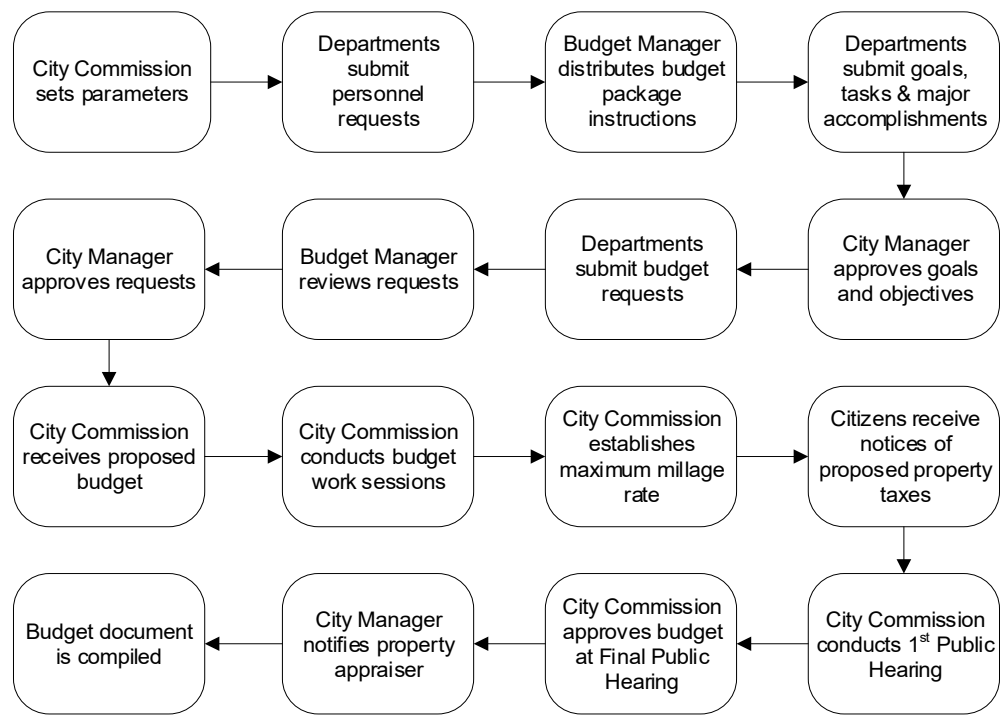 City Commission
sets parameters
Departments
submit
personnel
requests
Budget Manager
distributes budget
package
instructions
Departments
submit goals,
tasks & major
accomplishments
City Manager
approves requests
Budget Manager
reviews requests
Departments
submit budget
requests
City Manager
approves goals
and objectives
City Commission
receives proposed
budget
City Commission
conducts budget
work sessions
City Commission
establishes
maximum millage
rate
Citizens receive
notices of
proposed property
taxes
Budget document
is compiled
City Manager
notifies property
appraiser
City Commission
approves budget
at Final Public
Hearing
City Commission
conducts 1st Public
Hearing